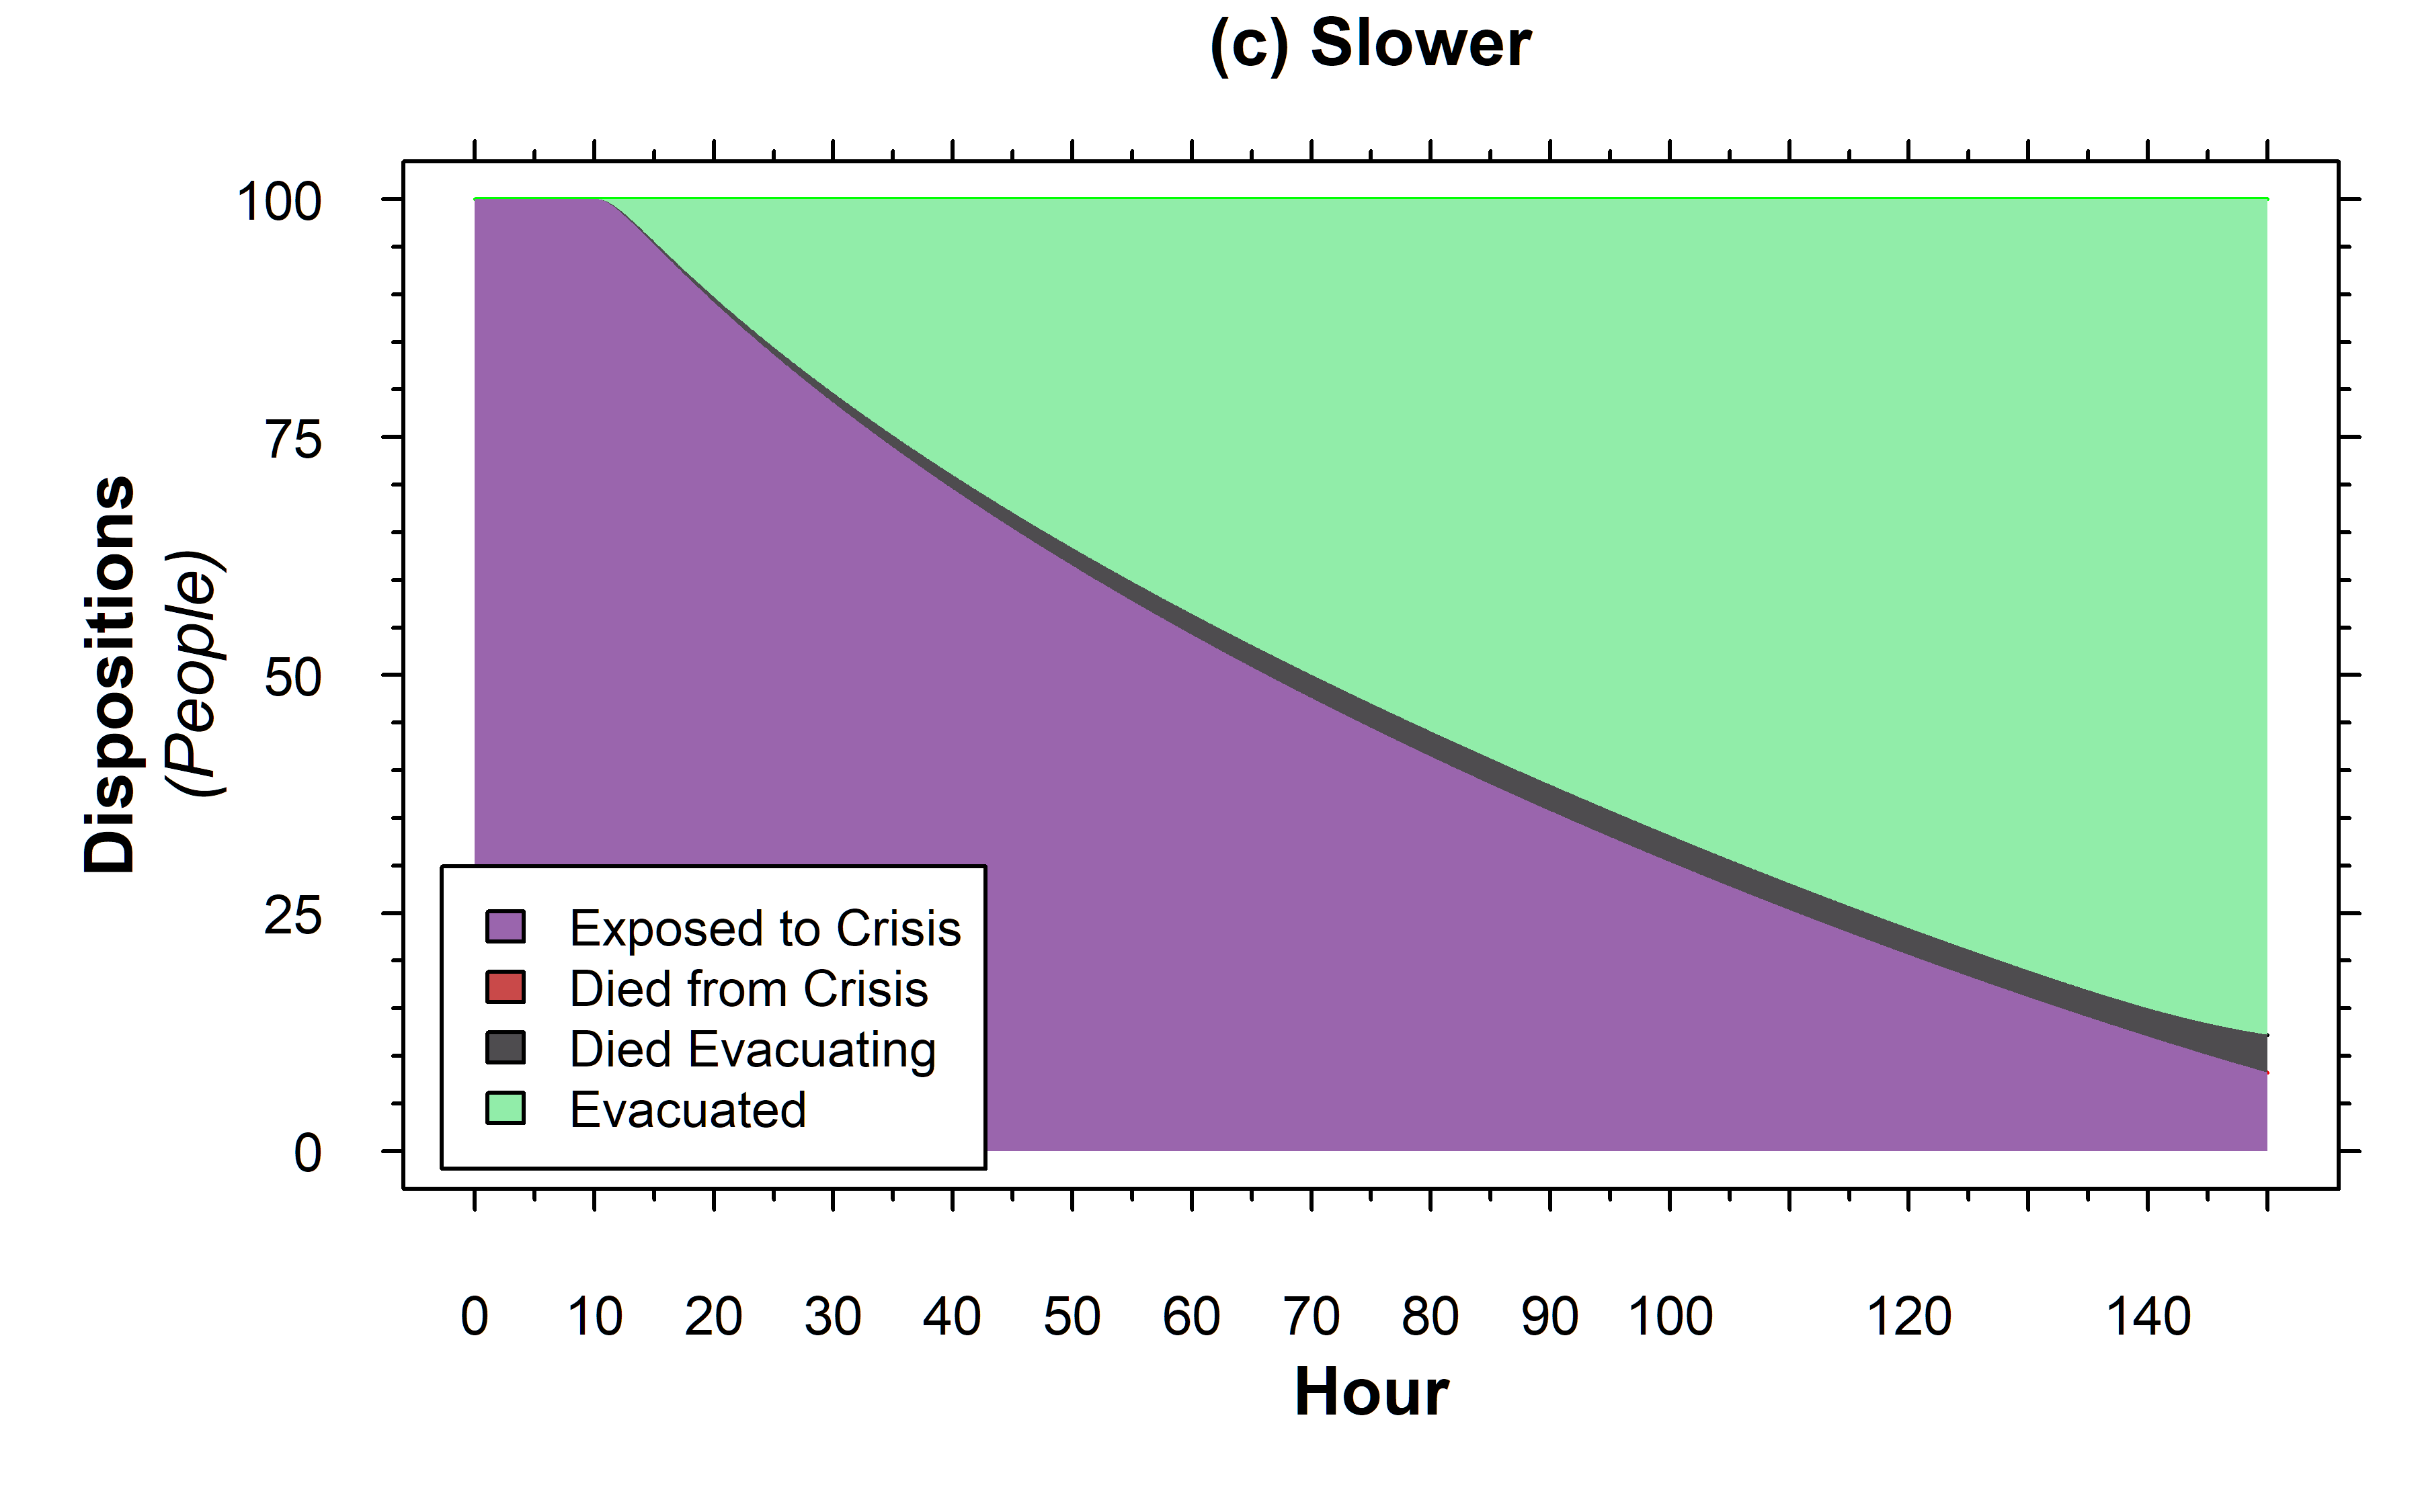 (c) Slower
100
75
50
25
0
Dispositions
(People)
Exposed to Crisis
Died from Crisis
Died Evacuating
Evacuated
0 10 20 30 40 50 60 70 80 90 100 120 140
Hour